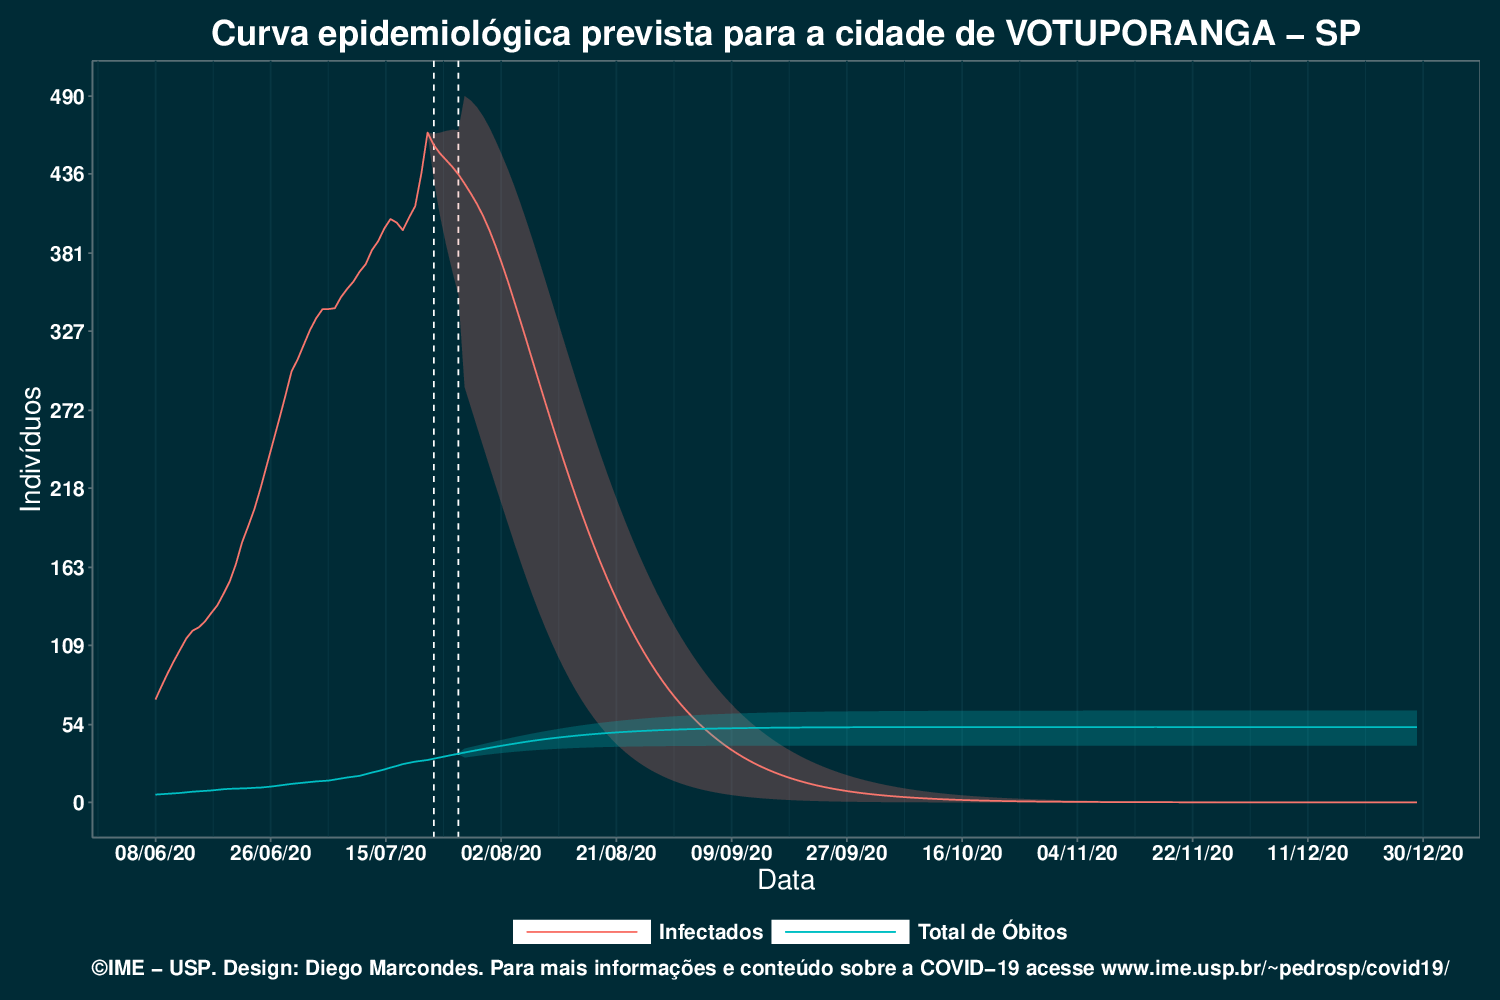 Curva epidemiológica prevista para a cidade de VOTUPORANGA – SP
490
436
381
327
272
218
163
109
54
0
Indivíduos
08/06/20 26/06/20 15/07/20 02/08/20 21/08/20 09/09/20 27/09/20 16/10/20 04/11/20 22/11/20 11/12/20 30/12/20
Data
Infectados Total de Óbitos
©IME – USP. Design: Diego Marcondes. Para mais informações e conteúdo sobre a COVID–19 acesse www.ime.usp.br/~pedrosp/covid19/